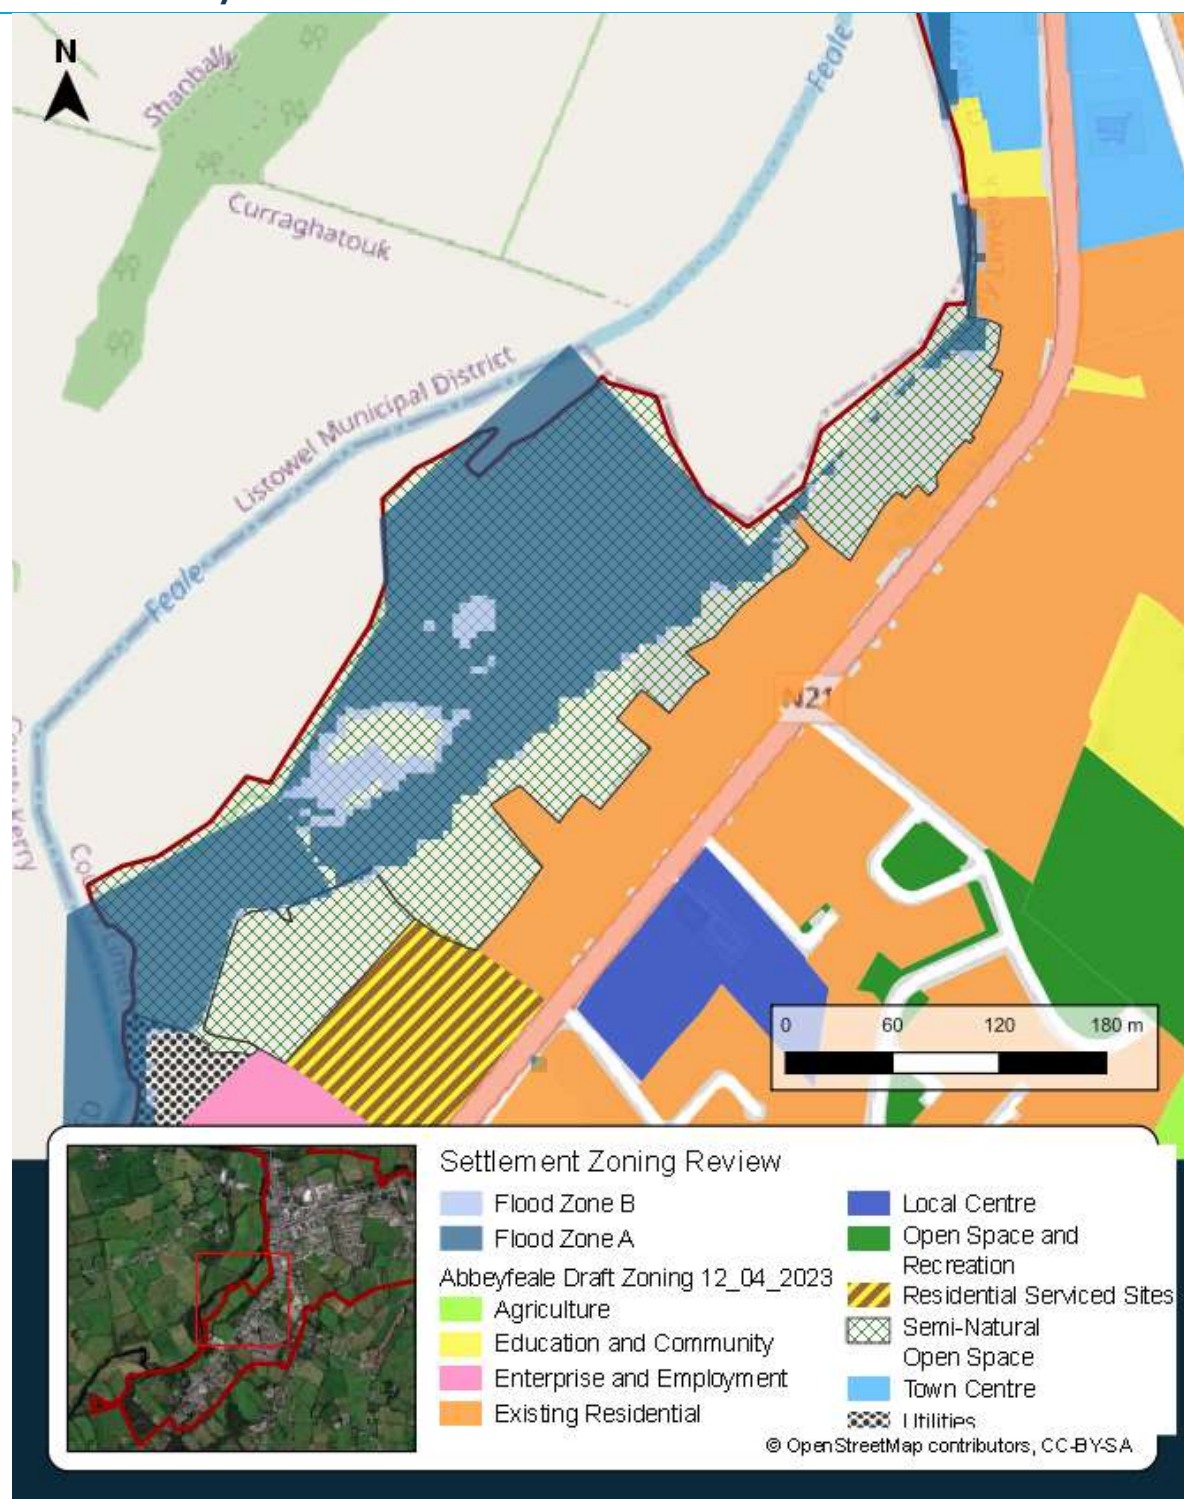 N
Shanbally
Feale
Curraghatouk
Listowel Municipal District
Feale
N21
County Kerry
0 60 120 180 m
Settlement Zoning Review
Flood Zone B
Flood Zone A
Abbeyfeale Draft Zoning 12_04_2023
Agriculture
Education and Community
Enterprise and Employment
Existing Residential
Local Centre
Open Space and
Recreation
Residential Serviced Sites
Semi-Natural
Open Space
Town Centre
Utilities
© OpenStreetMap contributors, CC-BY-SA